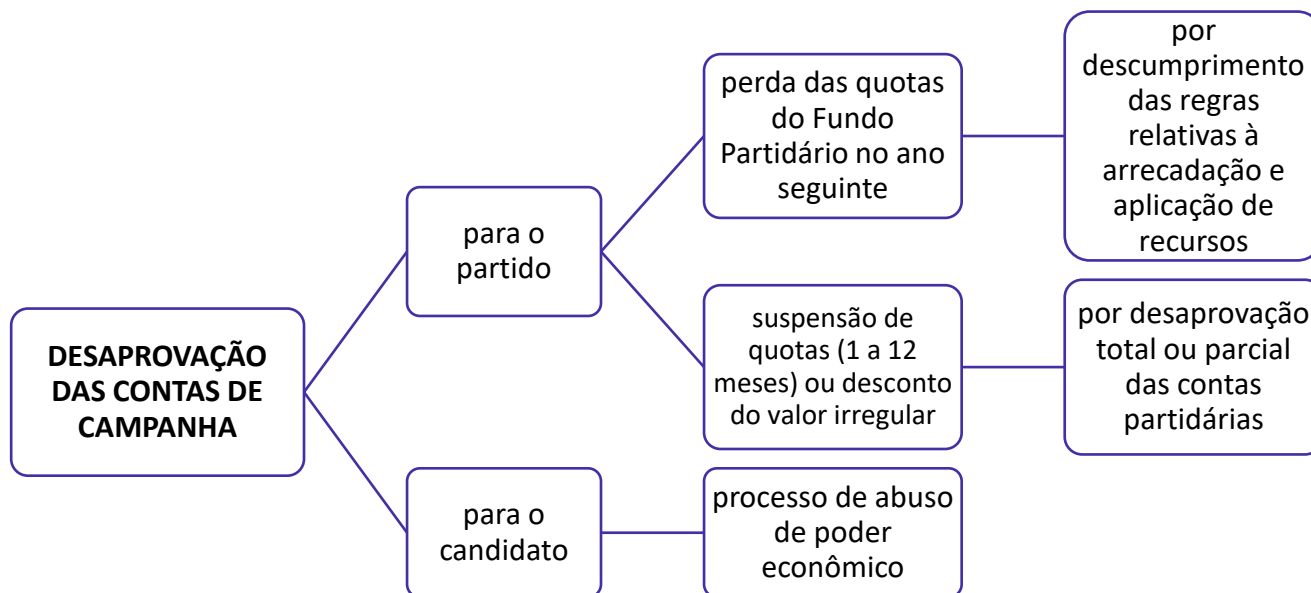 DESAPROVAÇÃO
DAS CONTAS DE
CAMPANHA
para o
partido
perda das quotas
do Fundo
Partidário no ano
seguinte
por
descumprimento
das regras
relativas à
arrecadação e
aplicação de
recursos
suspensão de
quotas (1 a 12
meses) ou desconto
do valor irregular
por desaprovação
total ou parcial
das contas
partidárias
para o
candidato
processo de abuso
de poder
econômico